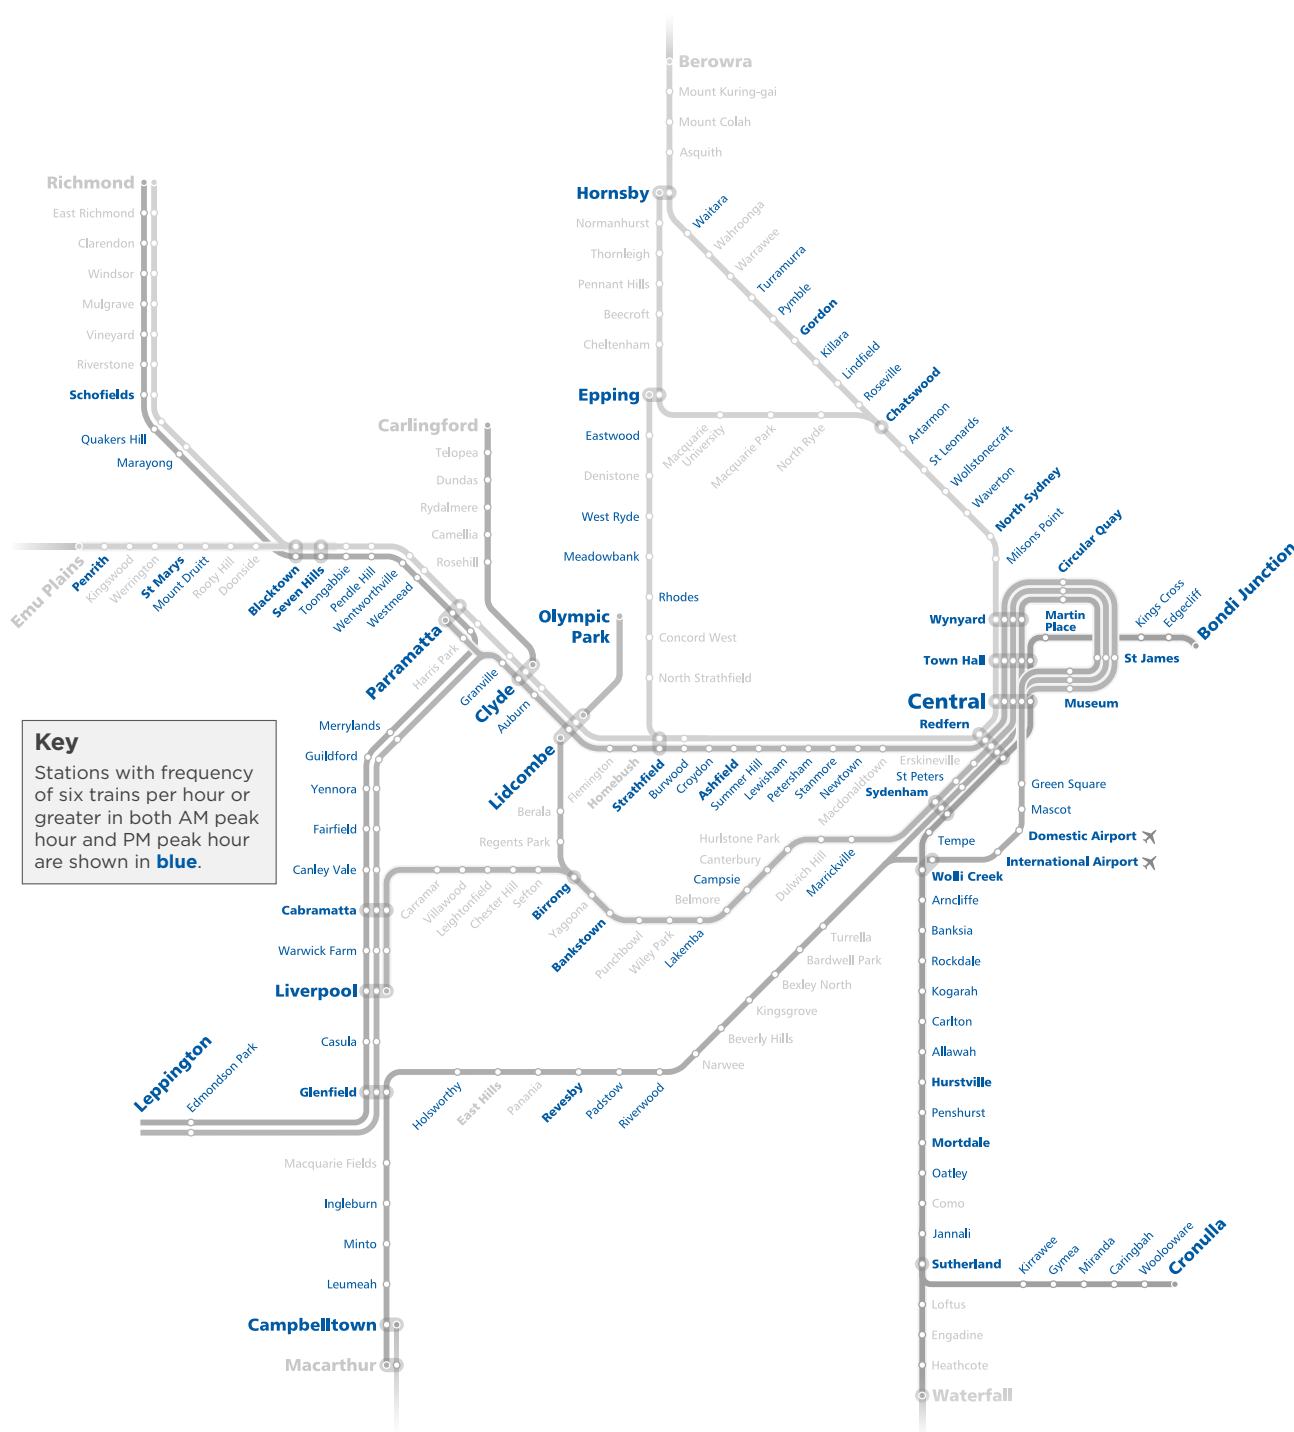 Berowra
Mount Kuring-gai
Mount Colah
Asquith
Hornsby
Normanhurst
Thornleigh
Pennant Hills
Beecroft
Cheltenham
Epping
Waitara
Wahroonga
Warrawee
Turramurra
Pymble
Gordon
Killara
Lindfield
Roseville
Chatswood
Artarmon
St Leonards
Wollstonecraft
Waverton
North Sydney
Milsons Point
Macquarie
University
Macquarie Park
North Ryde
Eastwood
Denistone
West Ryde
Meadowbank
Rhodes
Concord West
North Strathfield
Richmond
East Richmond
Clarendon
Windsor
Mulgrave
Vineyard
Riverstone
Schofields
Quakers Hill
Marayong
Carlingford
Telopea
Dundas
Rydalmere
Camellia
Rosehill
Emu Plains
Penrith
Kingswood
Werrington
St Marys
Mount Druitt
Rooty Hill
Doonside
Blacktown
Seven Hills
Toongabbie
Pendle Hill
Wentworthville
Westmead
Parramatta
Harris Park
Granville
Clyde
Auburn
Olympic
Park
Lidcombe
Flemington
Homebush
Strathfield
Burwood
Croydon
Ashfield
Summer Hill
Lewisham
Petersham
Stanmore
Newtown
Macdonaldtown
Redfern
Central
Town Hall
Wynyard
Circular Quay
Martin
Place
St James
Museum
Kings Cross
Edgecliff
Bondi Junction
Key
Stations with frequency
of six trains per hour or
greater in both AM peak
hour and PM peak hour
are shown in blue.
Merrylands
Guildford
Yennora
Fairfield
Canley Vale
Cabramatta
Warwick Farm
Liverpool
Casula
Glenfield
Leppington
Edmondson Park
Macquarie Fields
Ingleburn
Minto
Leumeah
Campbelltown
Macarthur
Berala
Regents Park
Carramar
Villawood
Leightonfield
Chester Hill
Sefton
Birrong
Yagoona
Bankstown
Punchbowl
Wiley Park
Lakemba
Belmore
Campsie
Canterbury
Hurlstone Park
Dulwich Hill
Marrickville
Sydenham
St Peters
Erskineville
Green Square
Mascot
Domestic Airport
International Airport
Tempe
Wolli Creek
Arncliffe
Banksia
Rockdale
Kogarah
Carlton
Allawah
Hurstville
Penshurst
Mortdale
Oatley
Como
Jannali
Sutherland
Loftus
Engadine
Heathcote
Waterfall
Kirrawee
Gymea
Miranda
Caringbah
Woolooware
Cronulla
Turrella
Bardwell Park
Bexley North
Kingsgrove
Beverly Hills
Narwee
Riverwood
Padstow
Revesby
Panania
East Hills
Holsworthy